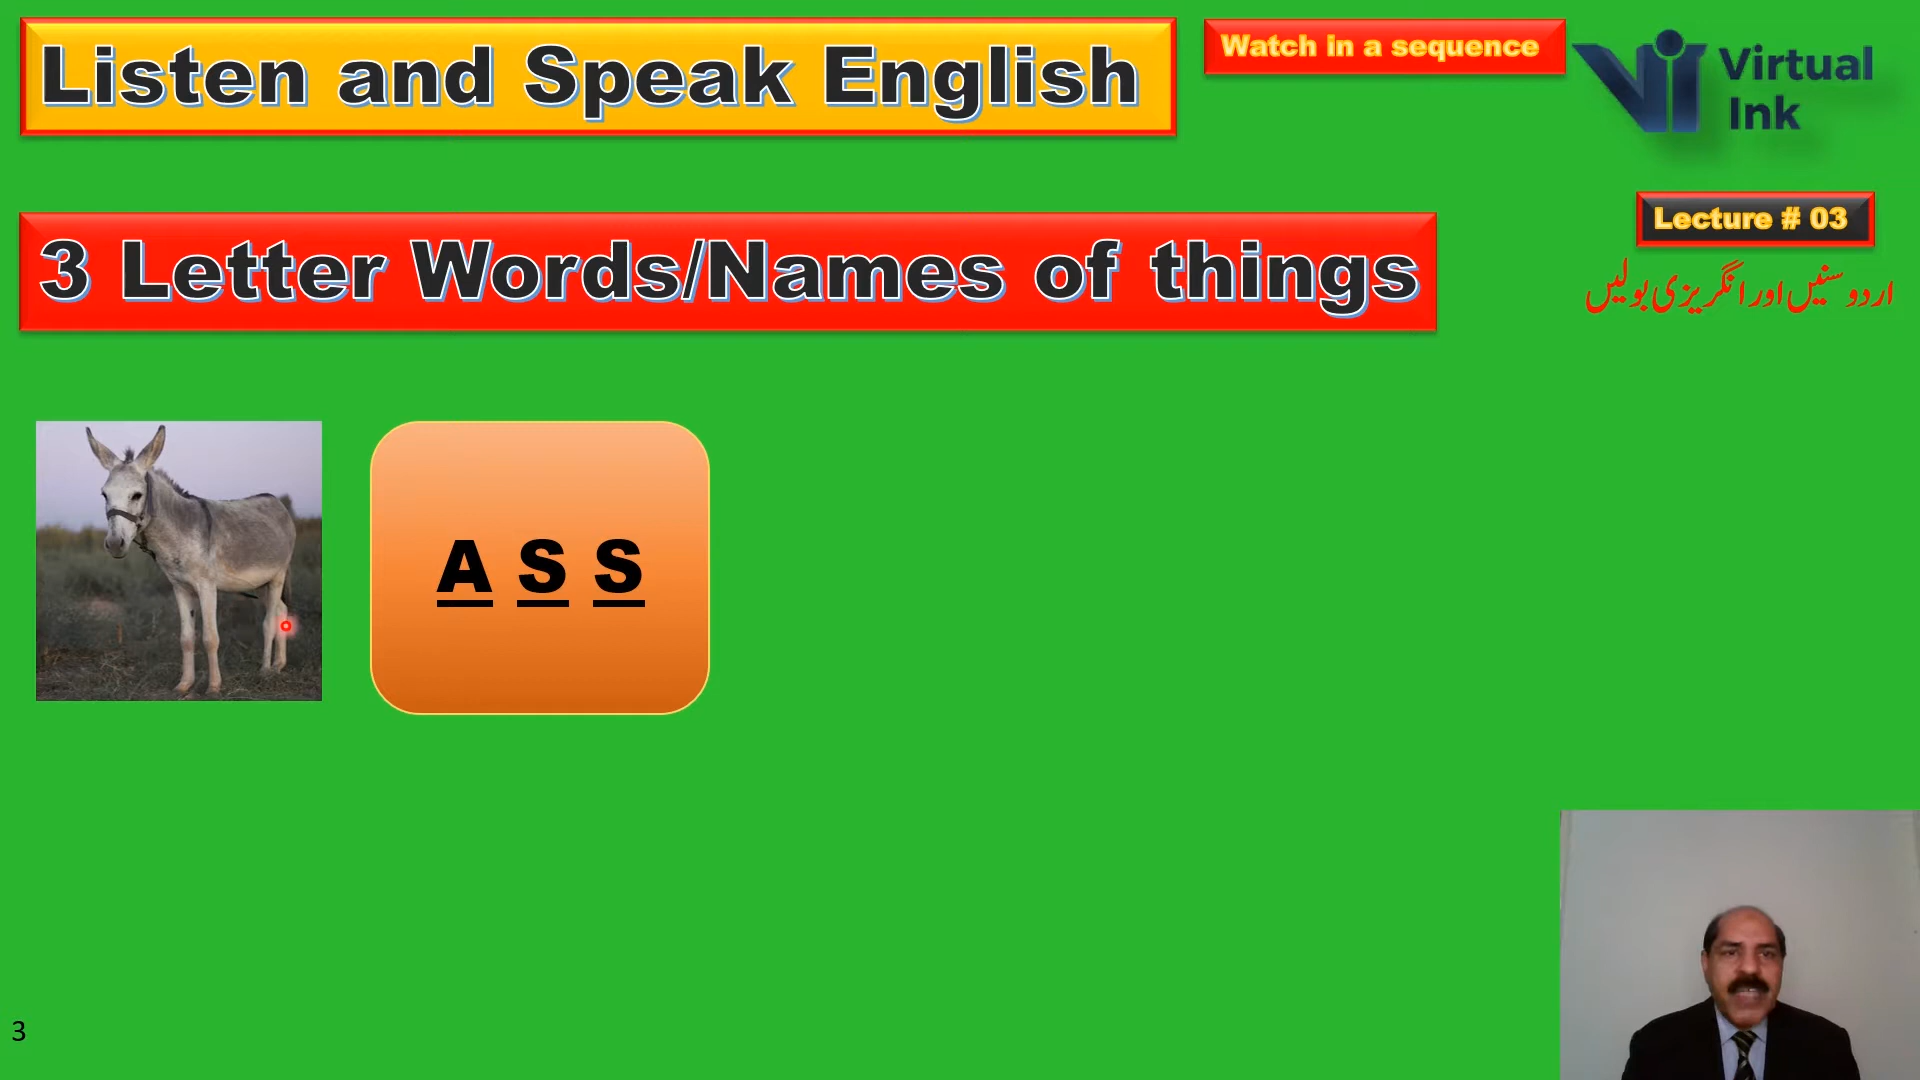 Listen and Speak English
Watch in a sequence
Virtual
Ink
Lecture # 03
3 Letter Words/Names of things
اردو سنیں اور انگریزی بولیں
A S S
3